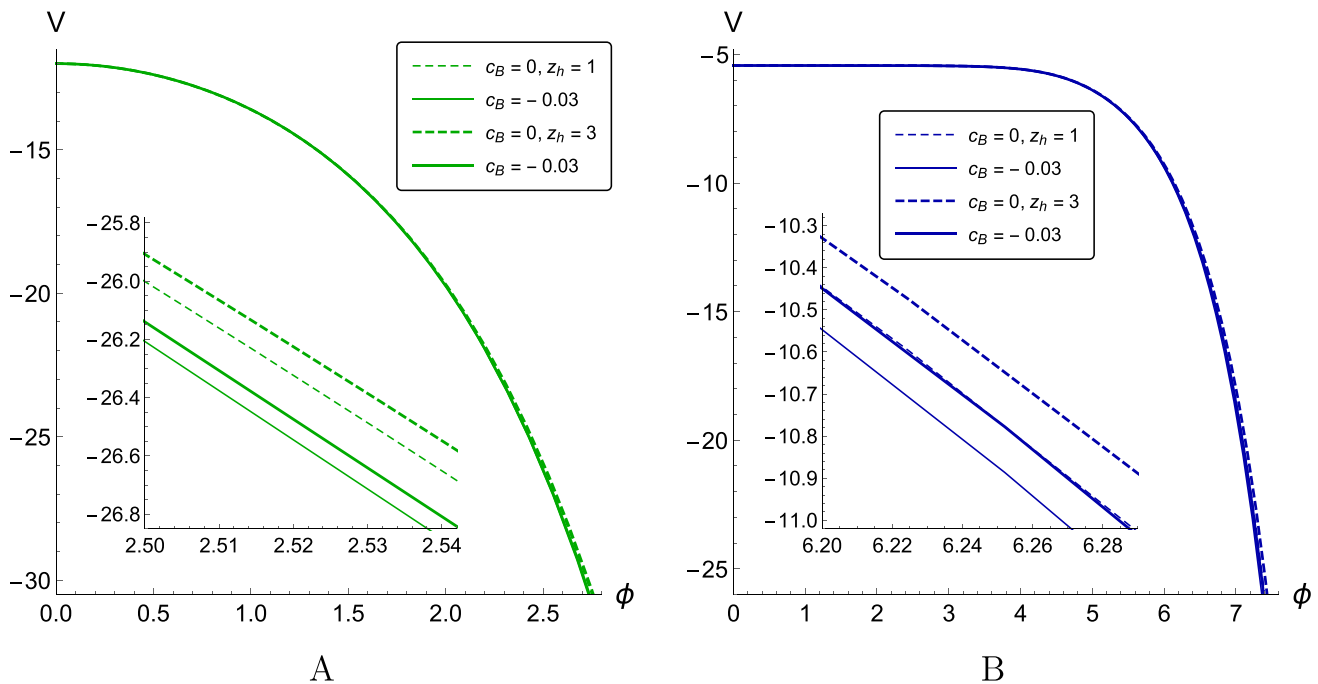 V
c_B = 0, z_h = 1
c_B = − 0.03
c_B = 0, z_h = 3
c_B = − 0.03
−15
−20
−25
−30
0.0 0.5 1.0 1.5 2.0 2.5 ϕ
−25.8
−26.0
−26.2
−26.4
−26.6
−26.8
2.50 2.51 2.52 2.53 2.54
A
V
c_B = 0, z_h = 1
c_B = − 0.03
c_B = 0, z_h = 3
c_B = − 0.03
−5
−10
−15
−20
−25
0 1 2 3 4 5 6 7 ϕ
−10.3
−10.4
−10.5
−10.6
−10.7
−10.8
−10.9
−11.0
6.20 6.22 6.24 6.26 6.28
B